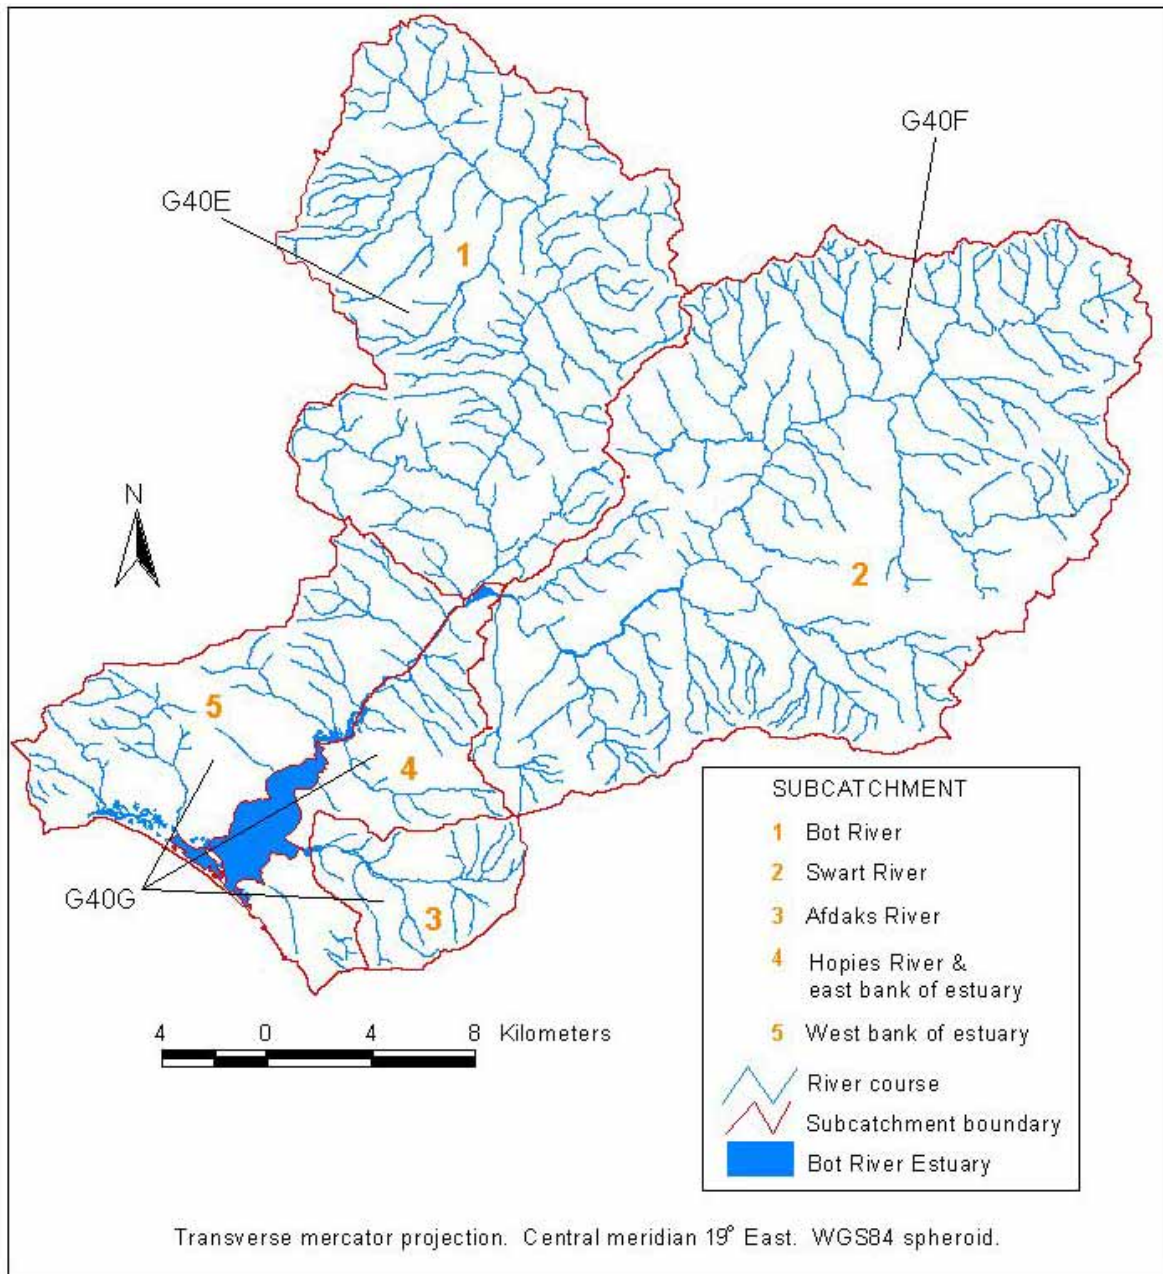 G40F
G40E
1
N
2
5
4
G40G
3
SUBCATCHMENT
1 Bot River
2 Swart River
3 Afdaks River
4 Hopies River &
east bank of estuary
5 West bank of estuary
River course
Subcatchment boundary
Bot River Estuary
4 0 4 8 Kilometers
Transverse mercator projection. Central meridian 19° East. WGS84 spheroid.